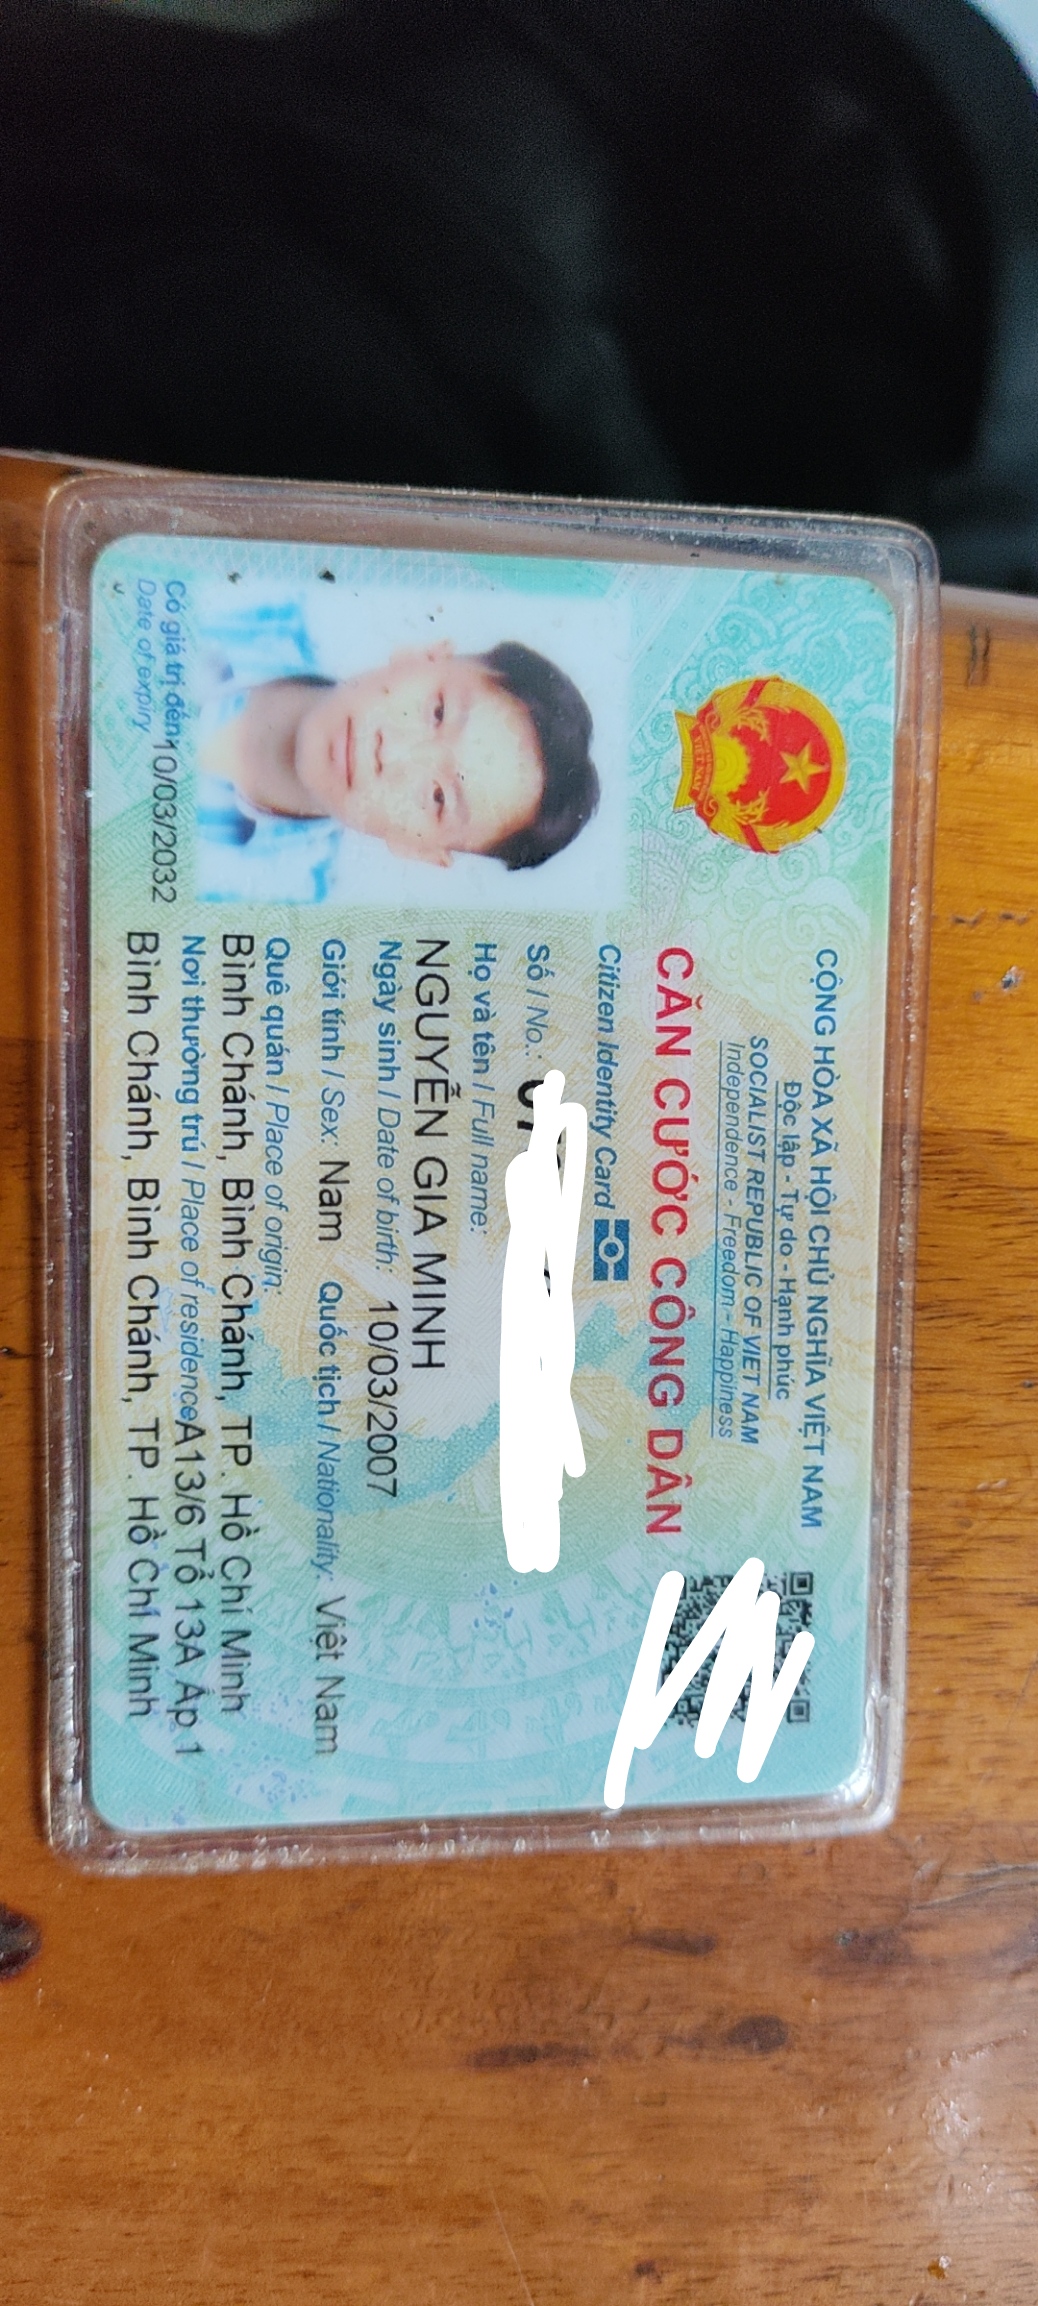 CỘNG HÒA XÃ HỘI CHỦ NGHĨA VIỆT NAM
Độc lập - Tự do - Hạnh phúc
SOCIALIST REPUBLIC OF VIET NAM
Independence - Freedom - Happiness
CĂN CƯỚC CÔNG DÂN
Citizen Identity Card
Số / No.:
Họ và tên / Full name:
NGUYỄN GIA MINH
Ngày sinh / Date of birth: 10/03/2007
Giới tính / Sex: Nam Quốc tịch / Nationality: Việt Nam
Quê quán / Place of origin:
Bình Chánh, Bình Chánh, TP. Hồ Chí Minh
Nơi thường trú / Place of residence A13/6 Tổ 13A Ấp 1
Bình Chánh, Bình Chánh, TP. Hồ Chí Minh
Có giá trị đến: 10/03/2032
Date of expiry